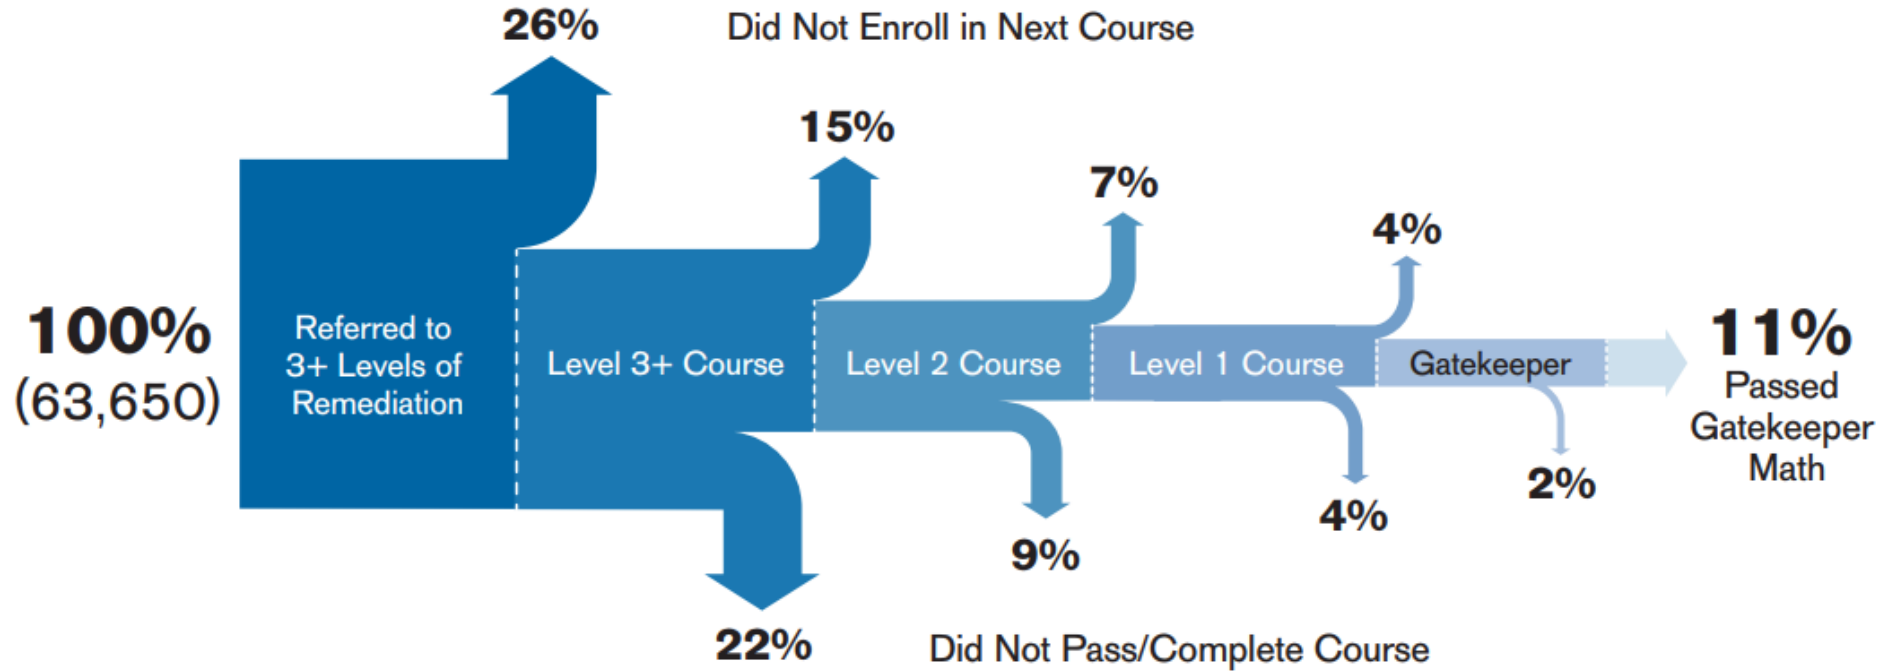 26%
Did Not Enroll in Next Course
15%
7%
4%
100%
(63,650)
Referred to
3+ Levels of
Remediation
Level 3+ Course
Level 2 Course
Level 1 Course
Gatekeeper
11%
Passed
Gatekeeper
Math
2%
4%
9%
22%
Did Not Pass/Complete Course